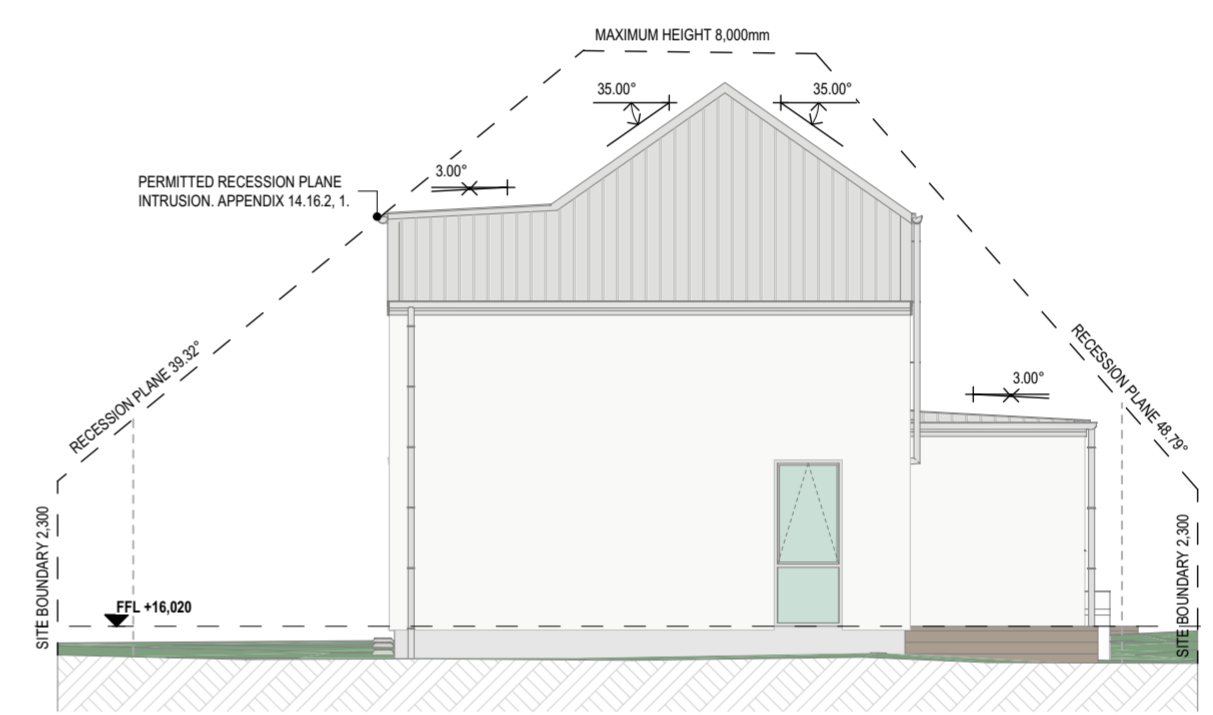 MAXIMUM HEIGHT 8,000mm
35.00°
35.00°
3.00°
PERMITTED RECESSION PLANE
INTRUSION. APPENDIX 14.16.2, 1.
RECESSION PLANE 39.32°
RECESSION PLANE 48.79°
3.00°
SITE BOUNDARY 2,300
SITE BOUNDARY 2,300
FFL +16,020